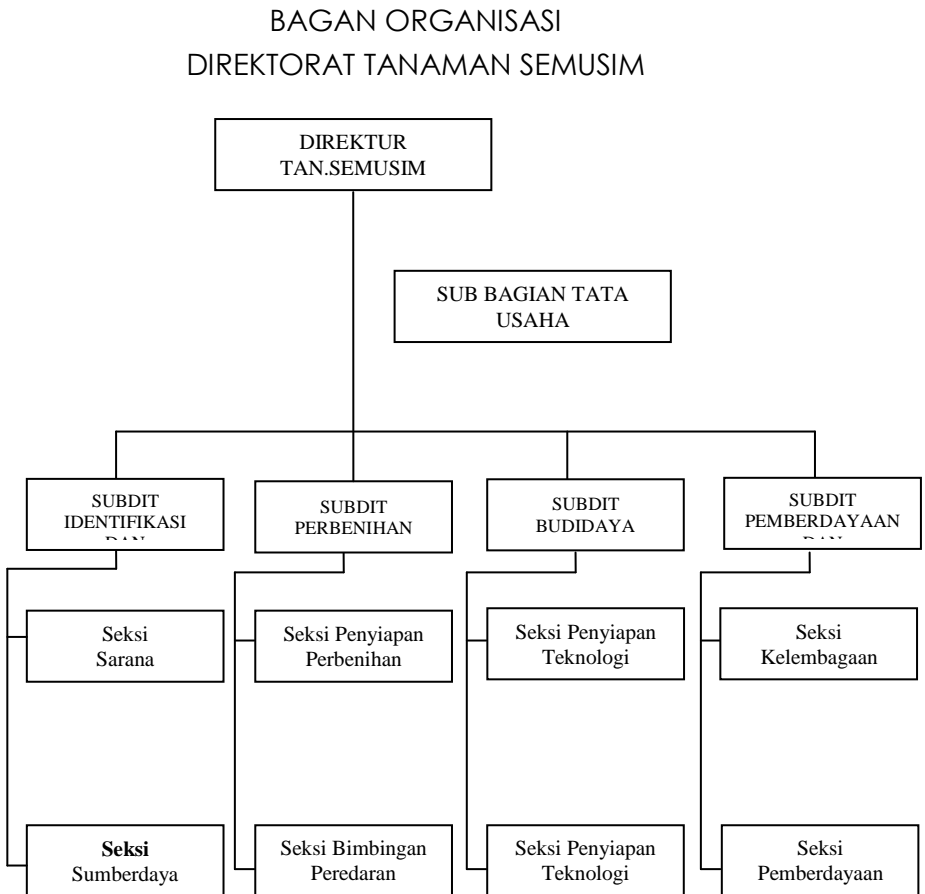 BAGAN ORGANISASI
DIREKTORAT TANAMAN SEMUSIM
DIREKTUR
TAN.SEMUSIM
SUB BAGIAN TATA
USAHA
SUBDIT
IDENTIFIKASI
DAN
SUBDIT
PERBENIHAN
SUBDIT
BUDIDAYA
SUBDIT
PEMBERDAYAAN
DAN
Seksi
Sarana
Seksi Penyiapan
Perbenihan
Seksi Penyiapan
Teknologi
Seksi
Kelembagaan
Seksi
Sumberdaya
Seksi Bimbingan
Peredaran
Seksi Penyiapan
Teknologi
Seksi
Pemberdayaan